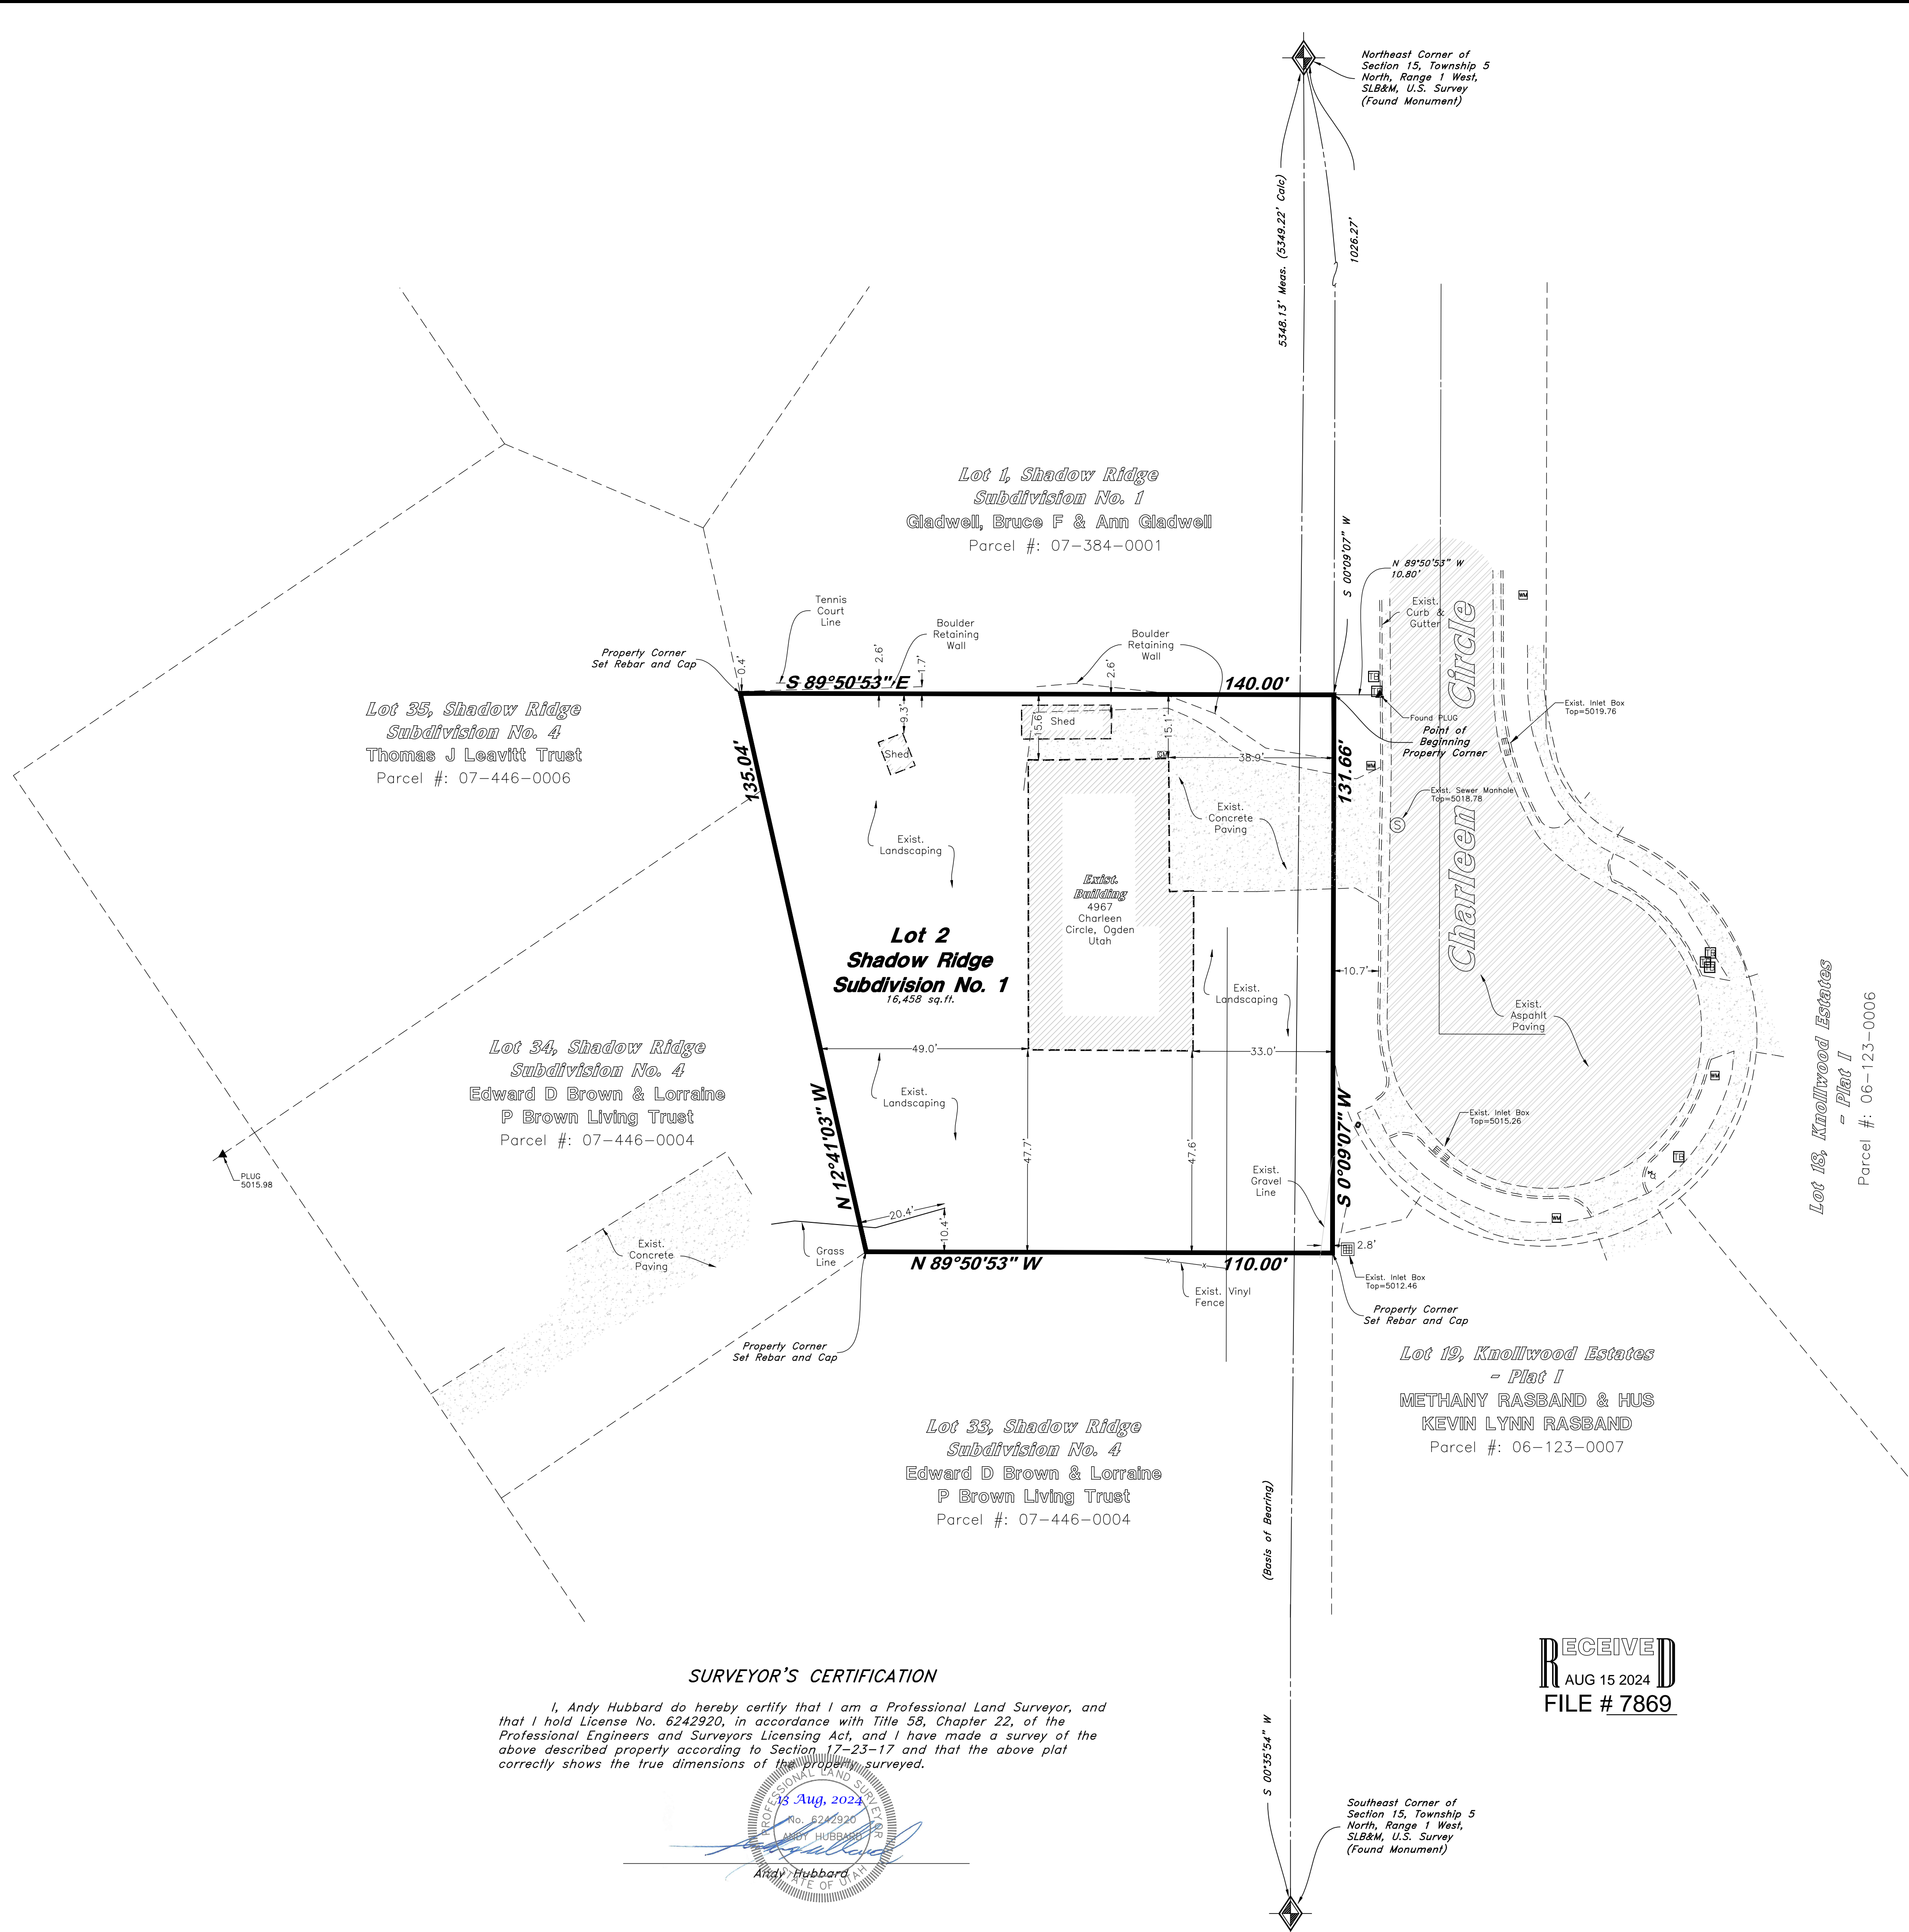 Northeast Corner of
Section 15, Township 5
North, Range 1 West,
SLB&M, U.S. Survey
(Found Monument)
5348.13' Meas. (5349.22' Calc)
1026.27'
S 00°09'07" W
N 89°50'53" W
10.80'
Lot 1, Shadow Ridge
Subdivision No. 1
Gladwell, Bruce F & Ann Gladwell
Parcel #: 07-384-0001
Tennis
Court
Line
Boulder
Retaining
Wall
Boulder
Retaining
Wall
Exist.
Curb &
Gutter
Charleen Circle
WM
Property Corner
Set Rebar and Cap
0.4'
2.6'
1.7'
2.6'
S 89°50'53" E
140.00'
TB
TB
Found PLUG
Point of
Beginning
Property Corner
Exist. Inlet Box
Top=5019.76
Lot 35, Shadow Ridge
Subdivision No. 4
Thomas J Leavitt Trust
Parcel #: 07-446-0006
9.3'
Shed
15.6'
Shed
15.1'
GM
38.9'
WM
135.04'
131.66'
Exist. Sewer Manhole
Top=5018.78
S
Exist.
Concrete
Paving
Exist.
Landscaping
Exist.
Building
4967
Charleen
Circle, Ogden
Utah
Lot 2
Shadow Ridge
Subdivision No. 1
16,458 sq.ft.
10.7'
Exist.
Landscaping
Exist.
Aspahlt
Paving
Lot 18, Knollwood Estates
- Plat I
Parcel #: 06-123-0006
49.0'
33.0'
Lot 34, Shadow Ridge
Subdivision No. 4
Edward D Brown & Lorraine
P Brown Living Trust
Parcel #: 07-446-0004
Exist.
Landscaping
WM
N 12°41'03" W
S 0°09'07" W
Exist. Inlet Box
Top=5015.26
47.7'
47.6'
TB
PLUG
5015.98
Exist.
Gravel
Line
20.4'
10.4'
WM
Exist.
Concrete
Paving
Grass
Line
2.8'
N 89°50'53" W
110.00'
x
x
Exist. Vinyl
Fence
Exist. Inlet Box
Top=5012.46
Property Corner
Set Rebar and Cap
Property Corner
Set Rebar and Cap
Lot 19, Knollwood Estates
- Plat I
METHANY RASBAND & HUS
KEVIN LYNN RASBAND
Parcel #: 06-123-0007
Lot 33, Shadow Ridge
Subdivision No. 4
Edward D Brown & Lorraine
P Brown Living Trust
Parcel #: 07-446-0004
(Basis of Bearing)
S 00°35'54" W
RECEIVED
AUG 15 2024
FILE # 7869
SURVEYOR'S CERTIFICATION
I, Andy Hubbard do hereby certify that I am a Professional Land Surveyor, and
that I hold License No. 6242920, in accordance with Title 58, Chapter 22, of the
Professional Engineers and Surveyors Licensing Act, and I have made a survey of the
above described property according to Section 17-23-17 and that the above plat
correctly shows the true dimensions of the property surveyed.
PROFESSIONAL LAND SURVEYOR
13 Aug, 2024
No. 6242920
ANDY HUBBARD
STATE OF UTAH
Andy Hubbard
Southeast Corner of
Section 15, Township 5
North, Range 1 West,
SLB&M, U.S. Survey
(Found Monument)